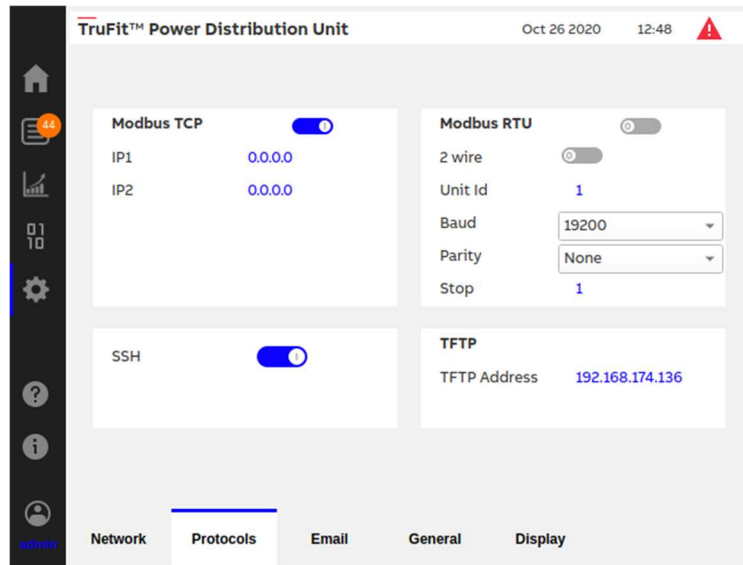 TruFit™ Power Distribution Unit
Oct 26 2020 12:48
44
Modbus TCP
IP1 0.0.0.0
IP2 0.0.0.0
Modbus RTU
2 wire
Unit Id 1
Baud 19200
Parity None
Stop 1
SSH
TFTP
TFTP Address 192.168.174.136
admin
Network Protocols Email General Display